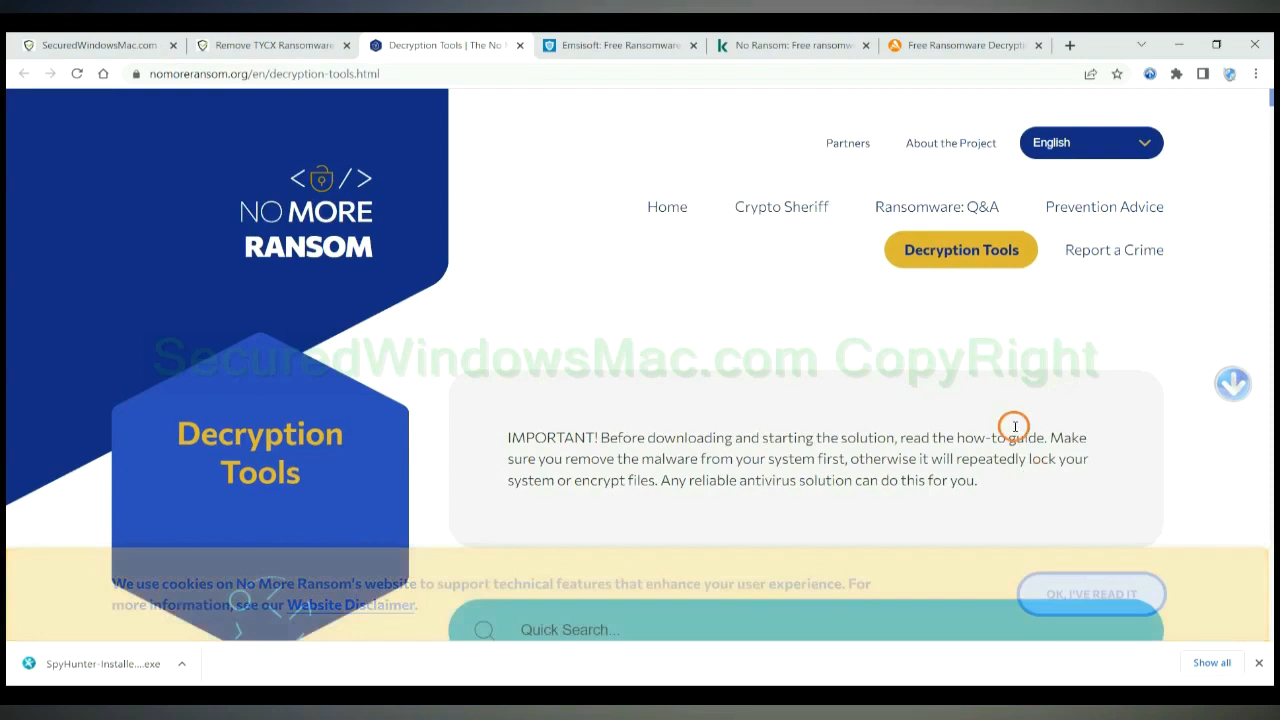 SecuredWindowsMac.com
Remove TYCX Ransomware
Decryption Tools | The No
Emsisoft: Free Ransomware
No Ransom: Free ransomw
Free Ransomware Decrypti
nomoreransom.org/en/decryption-tools.html
Partners
About the Project
English
< / >
NO MORE
RANSOM
Home
Crypto Sheriff
Ransomware: Q&A
Prevention Advice
Decryption Tools
Report a Crime
SecuredWindowsMac.com CopyRight
Decryption
Tools
IMPORTANT! Before downloading and starting the solution, read the how-to guide. Make
sure you remove the malware from your system first, otherwise it will repeatedly lock your
system or encrypt files. Any reliable antivirus solution can do this for you.
We use cookies on No More Ransom's website to support technical features that enhance your user experience. For
more information, see our Website Disclaimer.
OK, I'VE READ IT
Quick Search...
SpyHunter-Installe....exe
Show all